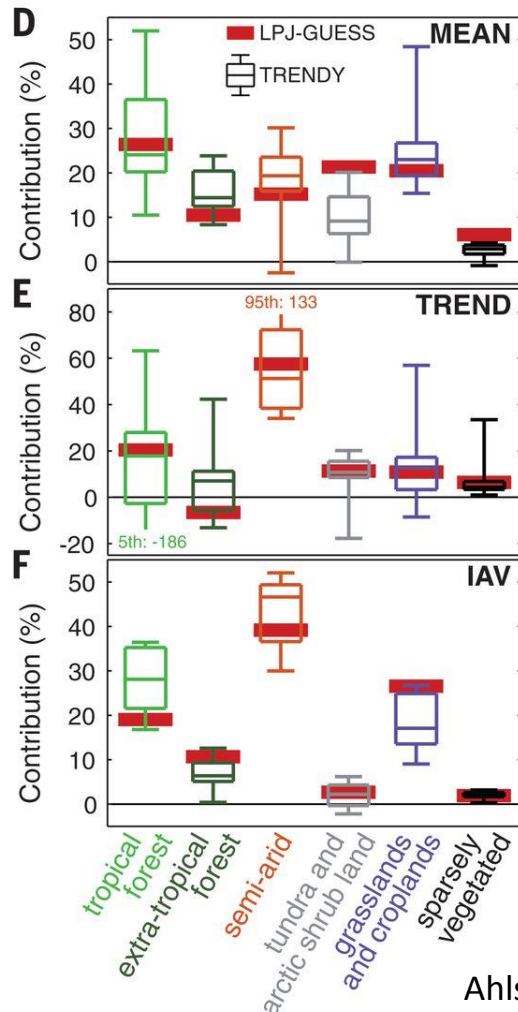 D
MEAN
LPJ-GUESS
TRENDY
Contribution (%)
50
40
30
20
10
0
E
TREND
Contribution (%)
80
60
40
20
0
-20
95th: 133
5th: -186
F
IAV
Contribution (%)
50
40
30
20
10
0
tropical
forest
extra-tropical
forest
semi-arid
tundra and
arctic shrub land
grasslands
and croplands
sparsely
vegetated
Ahls